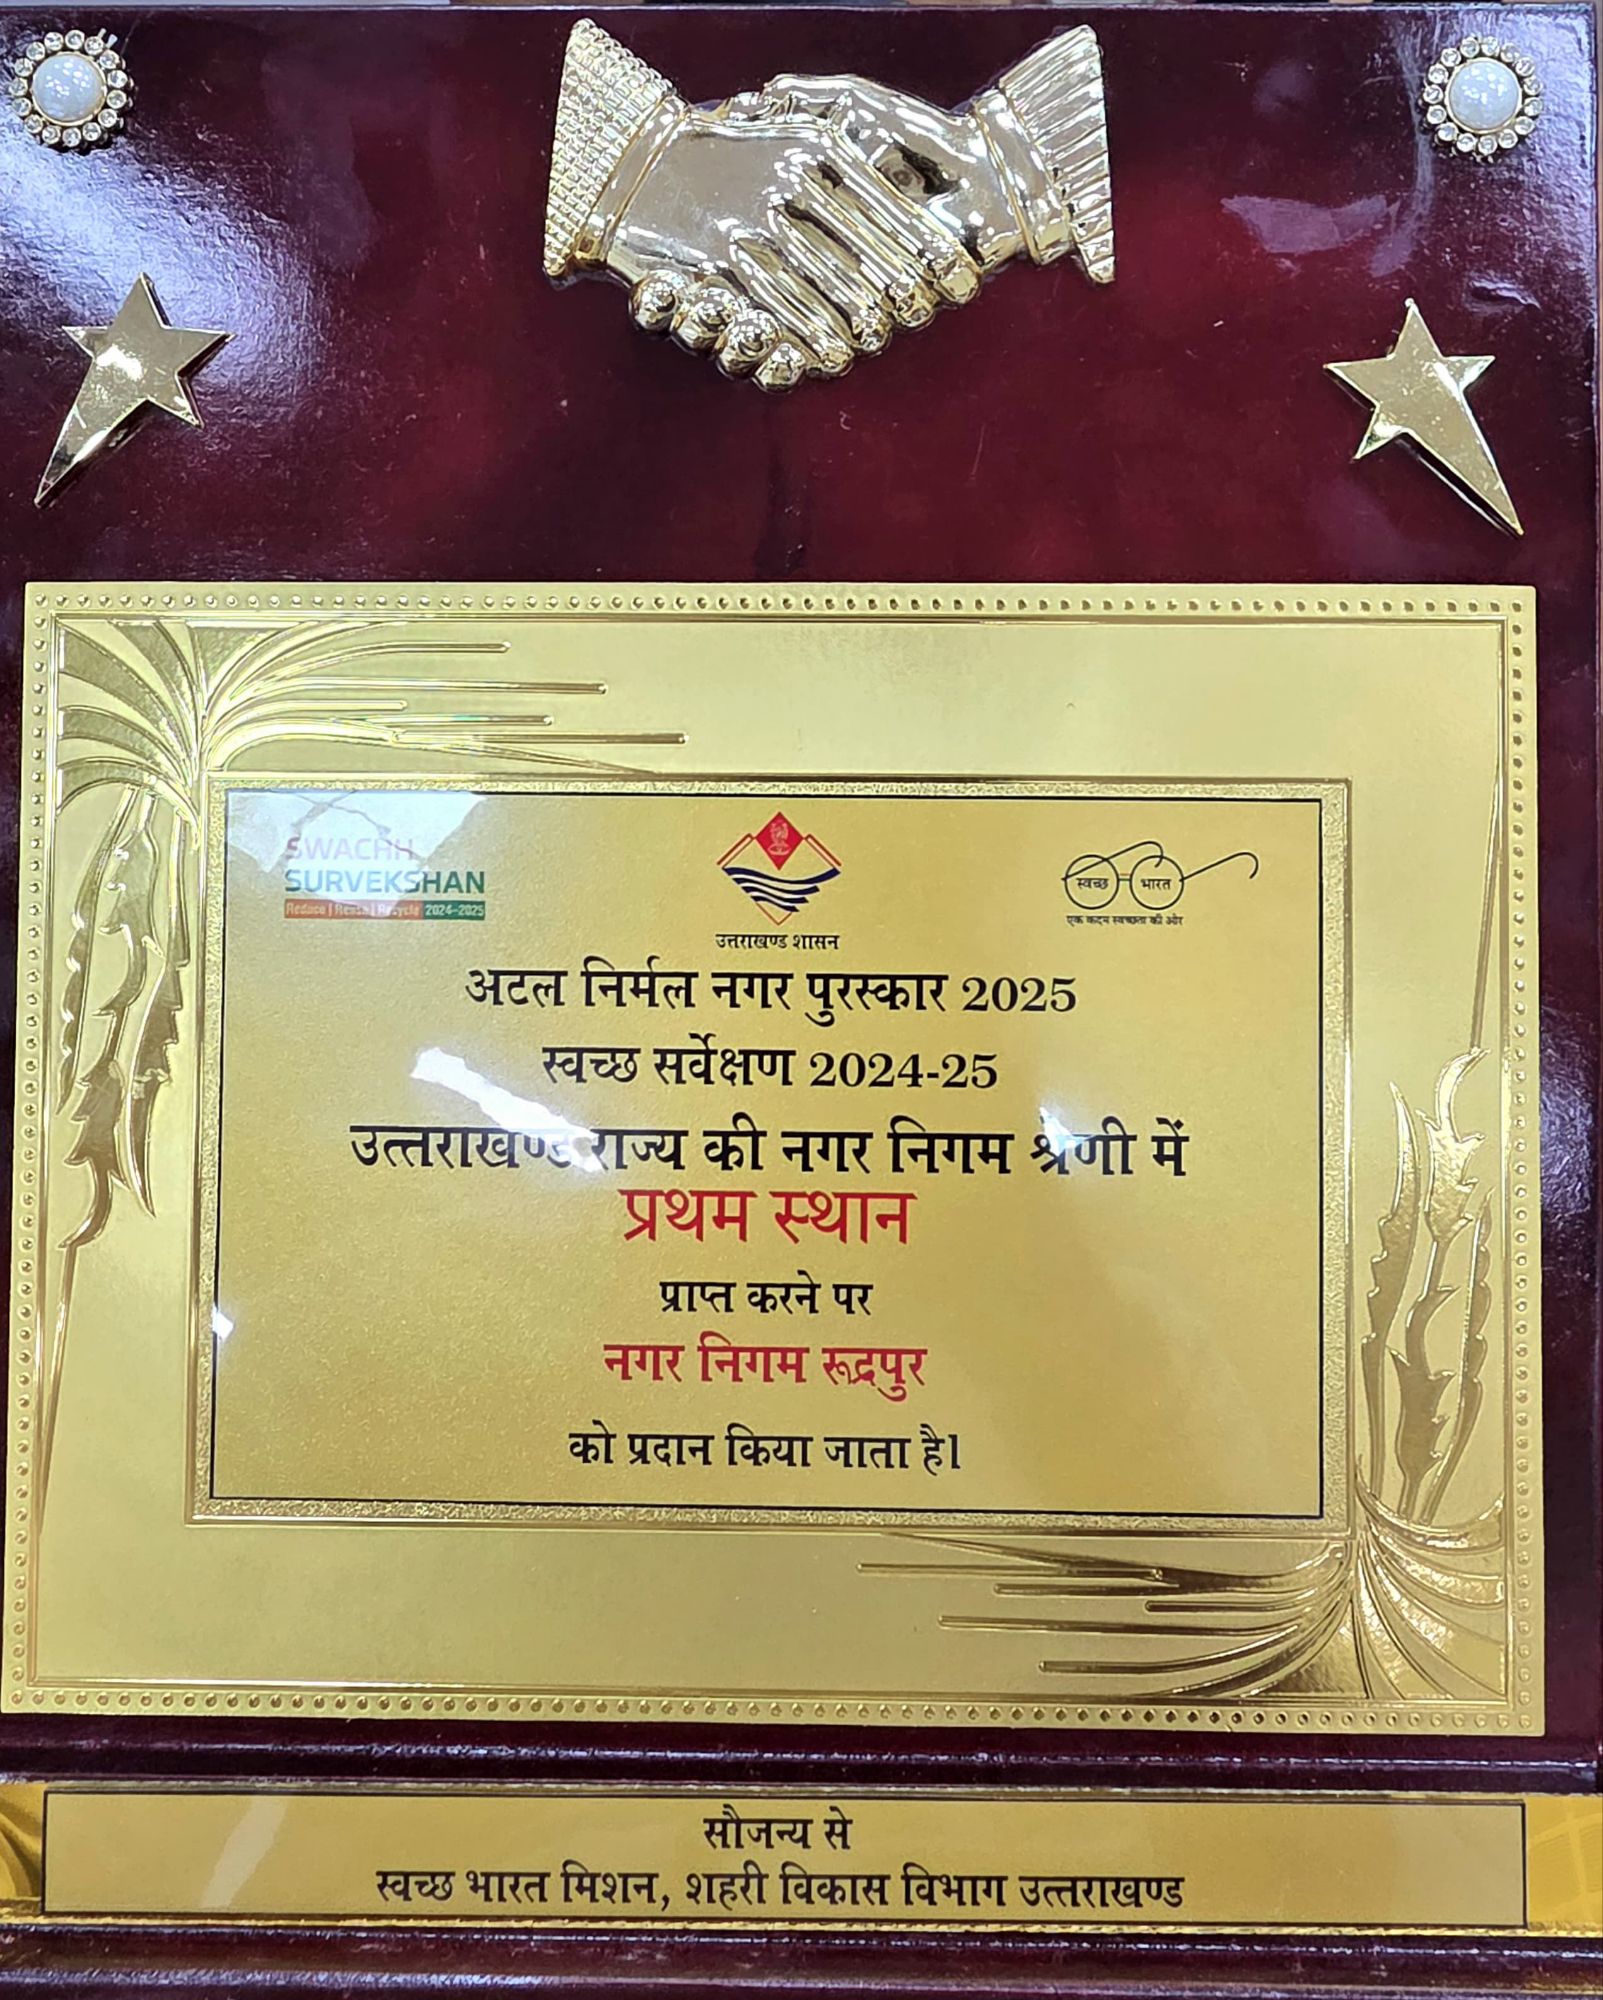 SWACHH
SURVEKSHAN
Reduce | Reuse | Recycle 2024-2025
उत्तराखण्ड शासन
स्वच्छ भारत
एक कदम स्वच्छता की ओर
अटल निर्मल नगर पुरस्कार 2025
स्वच्छ सर्वेक्षण 2024-25
उत्तराखण्ड राज्य की नगर निगम श्रेणी में
प्रथम स्थान
प्राप्त करने पर
नगर निगम रूद्रपुर
को प्रदान किया जाता है।
सौजन्य से
स्वच्छ भारत मिशन, शहरी विकास विभाग उत्तराखण्ड